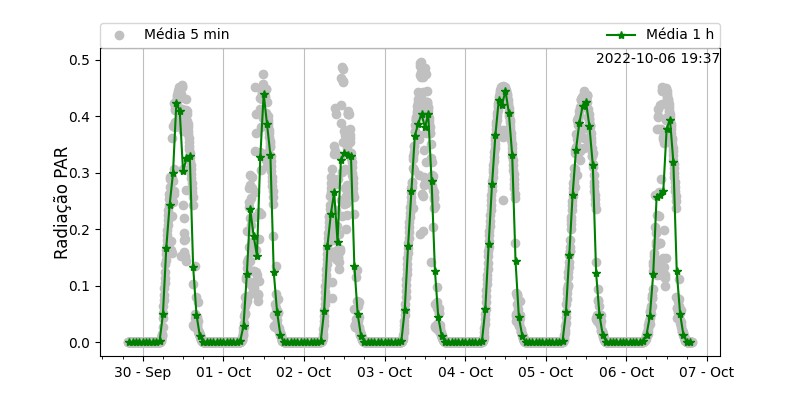 Média 5 min
Média 1 h
2022-10-06 19:37
Radiação PAR
0.5
0.4
0.3
0.2
0.1
0.0
30 - Sep
01 - Oct
02 - Oct
03 - Oct
04 - Oct
05 - Oct
06 - Oct
07 - Oct